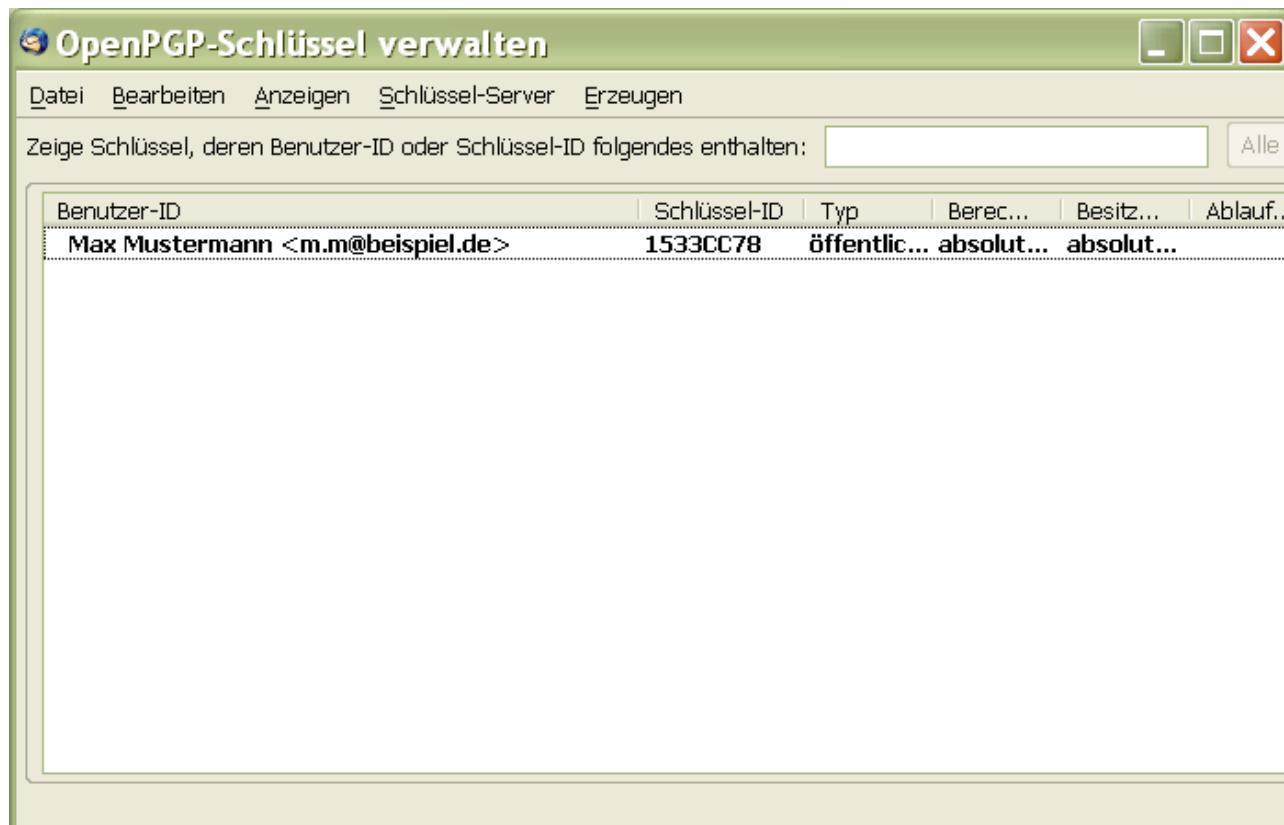 OpenPGP-Schlüssel verwalten
Datei Bearbeiten Anzeigen Schlüssel-Server Erzeugen
Zeige Schlüssel, deren Benutzer-ID oder Schlüssel-ID folgendes enthalten: Alle
Benutzer-ID Schlüssel-ID Typ Berec... Besitz... Ablauf..
Max Mustermann <m.m@beispiel.de> 1533CC78 öffentlic... absolut... absolut...